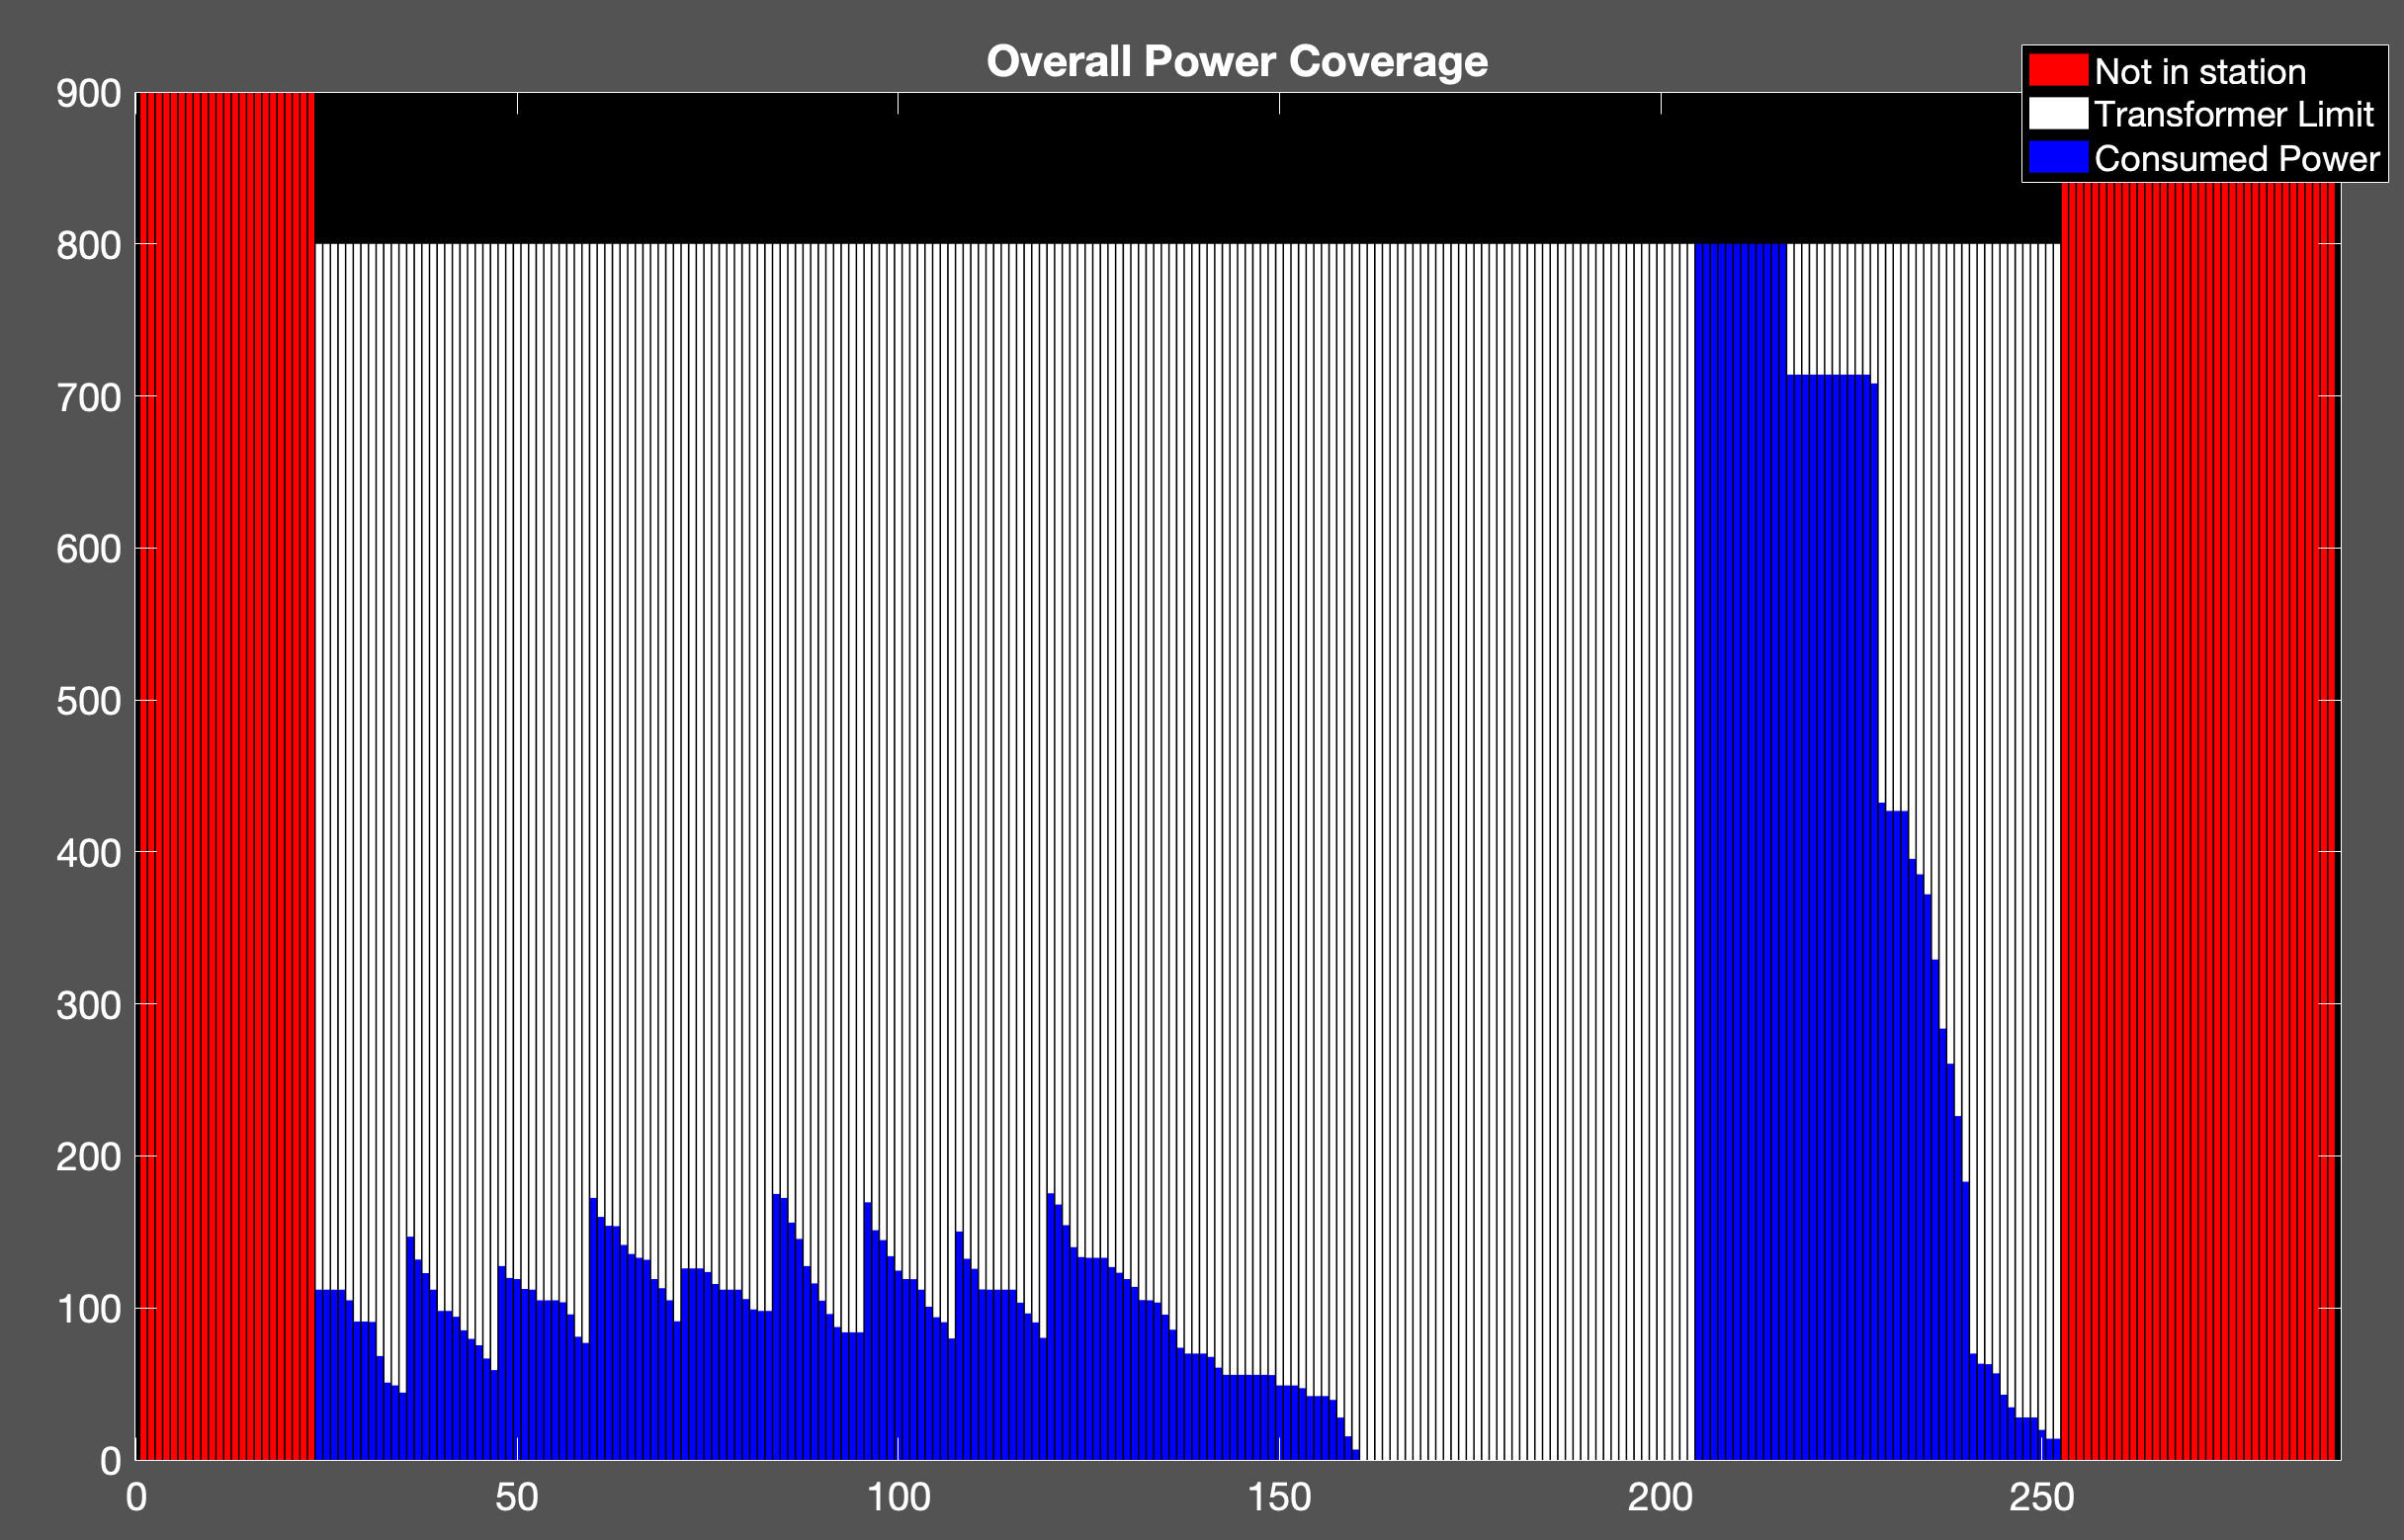 Overall Power Coverage
Not in station
Transformer Limit
Consumed Power
900
800
700
600
500
400
300
200
100
0
0 50 100 150 200 250